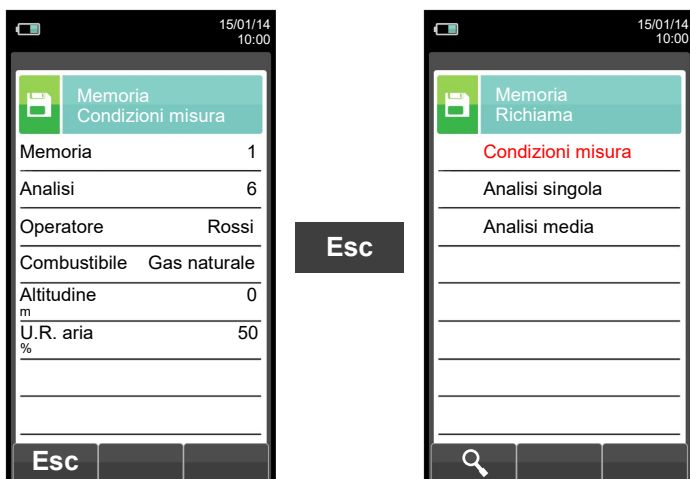 15/01/14
10:00
Memoria
Condizioni misura
Memoria 1
Analisi 6
Operatore Rossi
Combustibile Gas naturale
Altitudine 0
m
U.R. aria 50
%
Esc
Esc
15/01/14
10:00
Memoria
Richiama
Condizioni misura
Analisi singola
Analisi media